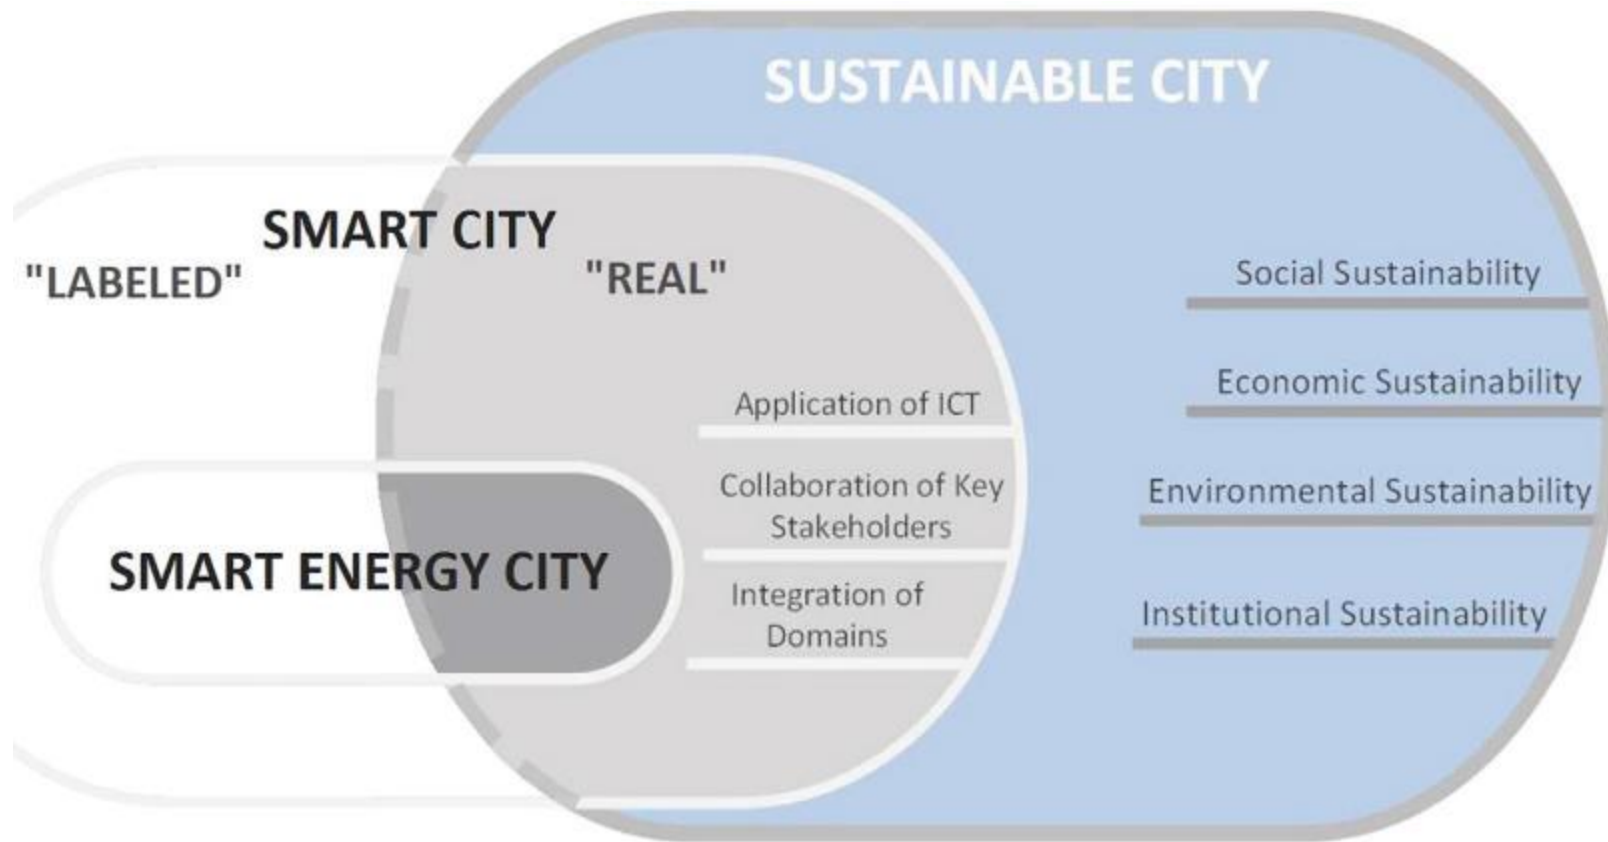 SUSTAINABLE CITY
SMART CITY
"LABELED"
"REAL"
Social Sustainability
Economic Sustainability
Application of ICT
Collaboration of Key
Stakeholders
Environmental Sustainability
SMART ENERGY CITY
Integration of
Domains
Institutional Sustainability